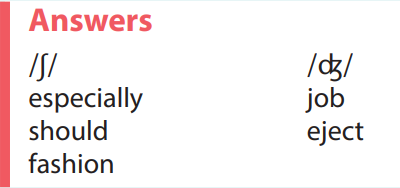 Answers
/ʃ/ /ʤ/
especially job
should eject
fashion